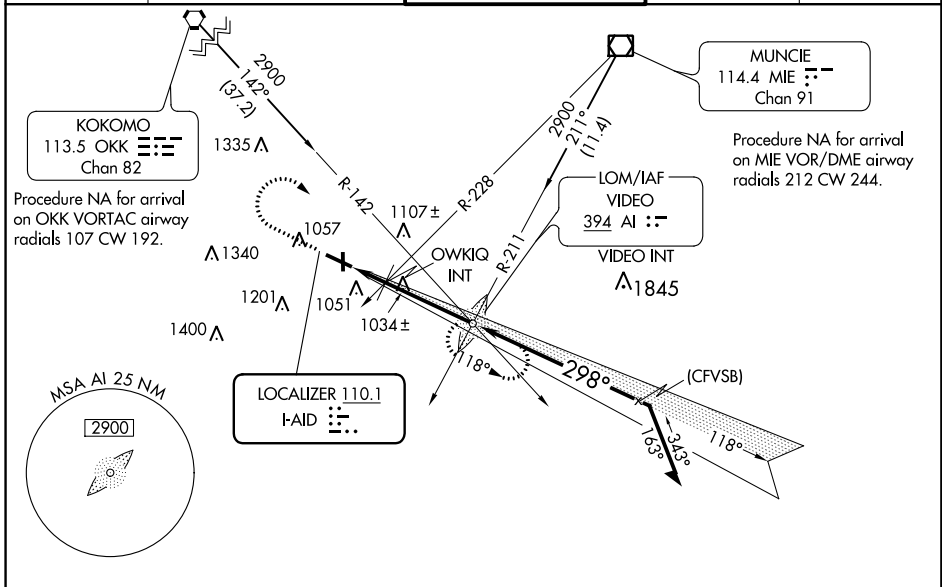 2900
142°
(37.2)
KOKOMO
113.5 OKK
Chan 82
Procedure NA for arrival
on OKK VORTAC airway
radials 107 CW 192.
1335
R-142
MUNCIE
114.4 MIE
Chan 91
Procedure NA for arrival
on MIE VOR/DME airway
radials 212 CW 244.
2900
211°
(11.4)
R-228
R-211
LOM/IAF
VIDEO
394 AI
VIDEO INT
1845
1107±
1057
OWKIQ
INT
1340
1201
1051
1034±
1400
118°
298°
(CFVSB)
343°
163°
118°
LOCALIZER 110.1
I-AID
MSA AI 25 NM
2900